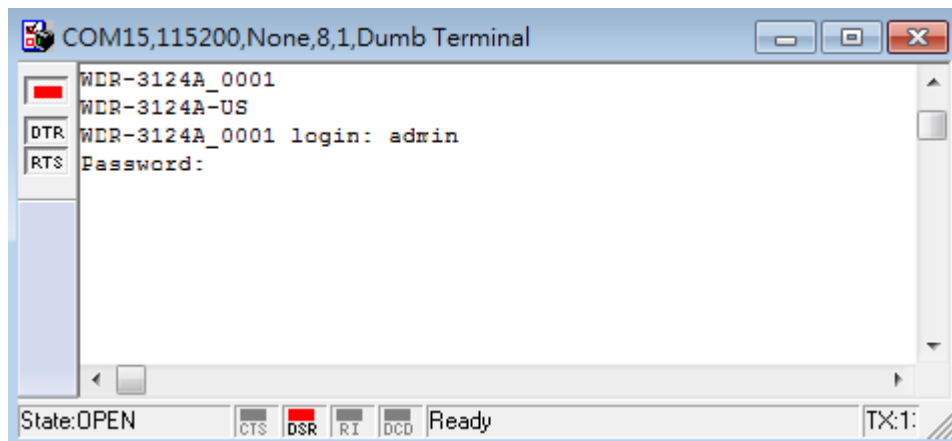 COM15,115200,None,8,1,Dumb Terminal
WDR-3124A_0001
WDR-3124A-US
DTR
WDR-3124A_0001 login: admin
RTS
Password:
State:OPEN
CTS
DSR
RI
DCD
Ready
TX:1: